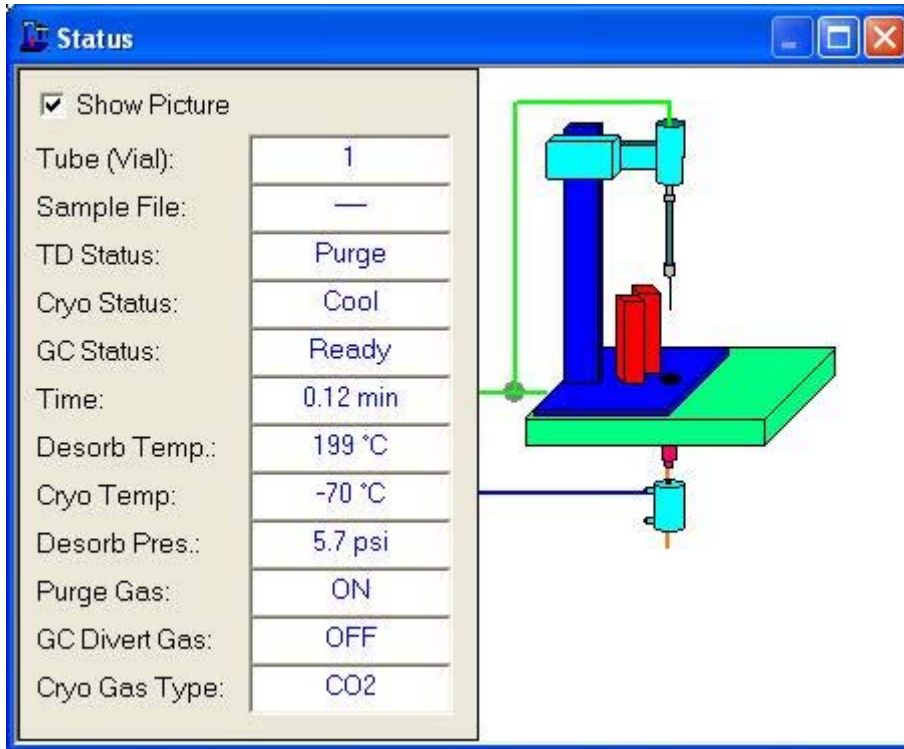 Status
Show Picture
Tube (Vial): 1
Sample File: —
TD Status: Purge
Cryo Status: Cool
GC Status: Ready
Time: 0.12 min
Desorb Temp.: 199 °C
Cryo Temp: -70 °C
Desorb Pres.: 5.7 psi
Purge Gas: ON
GC Divert Gas: OFF
Cryo Gas Type: CO2